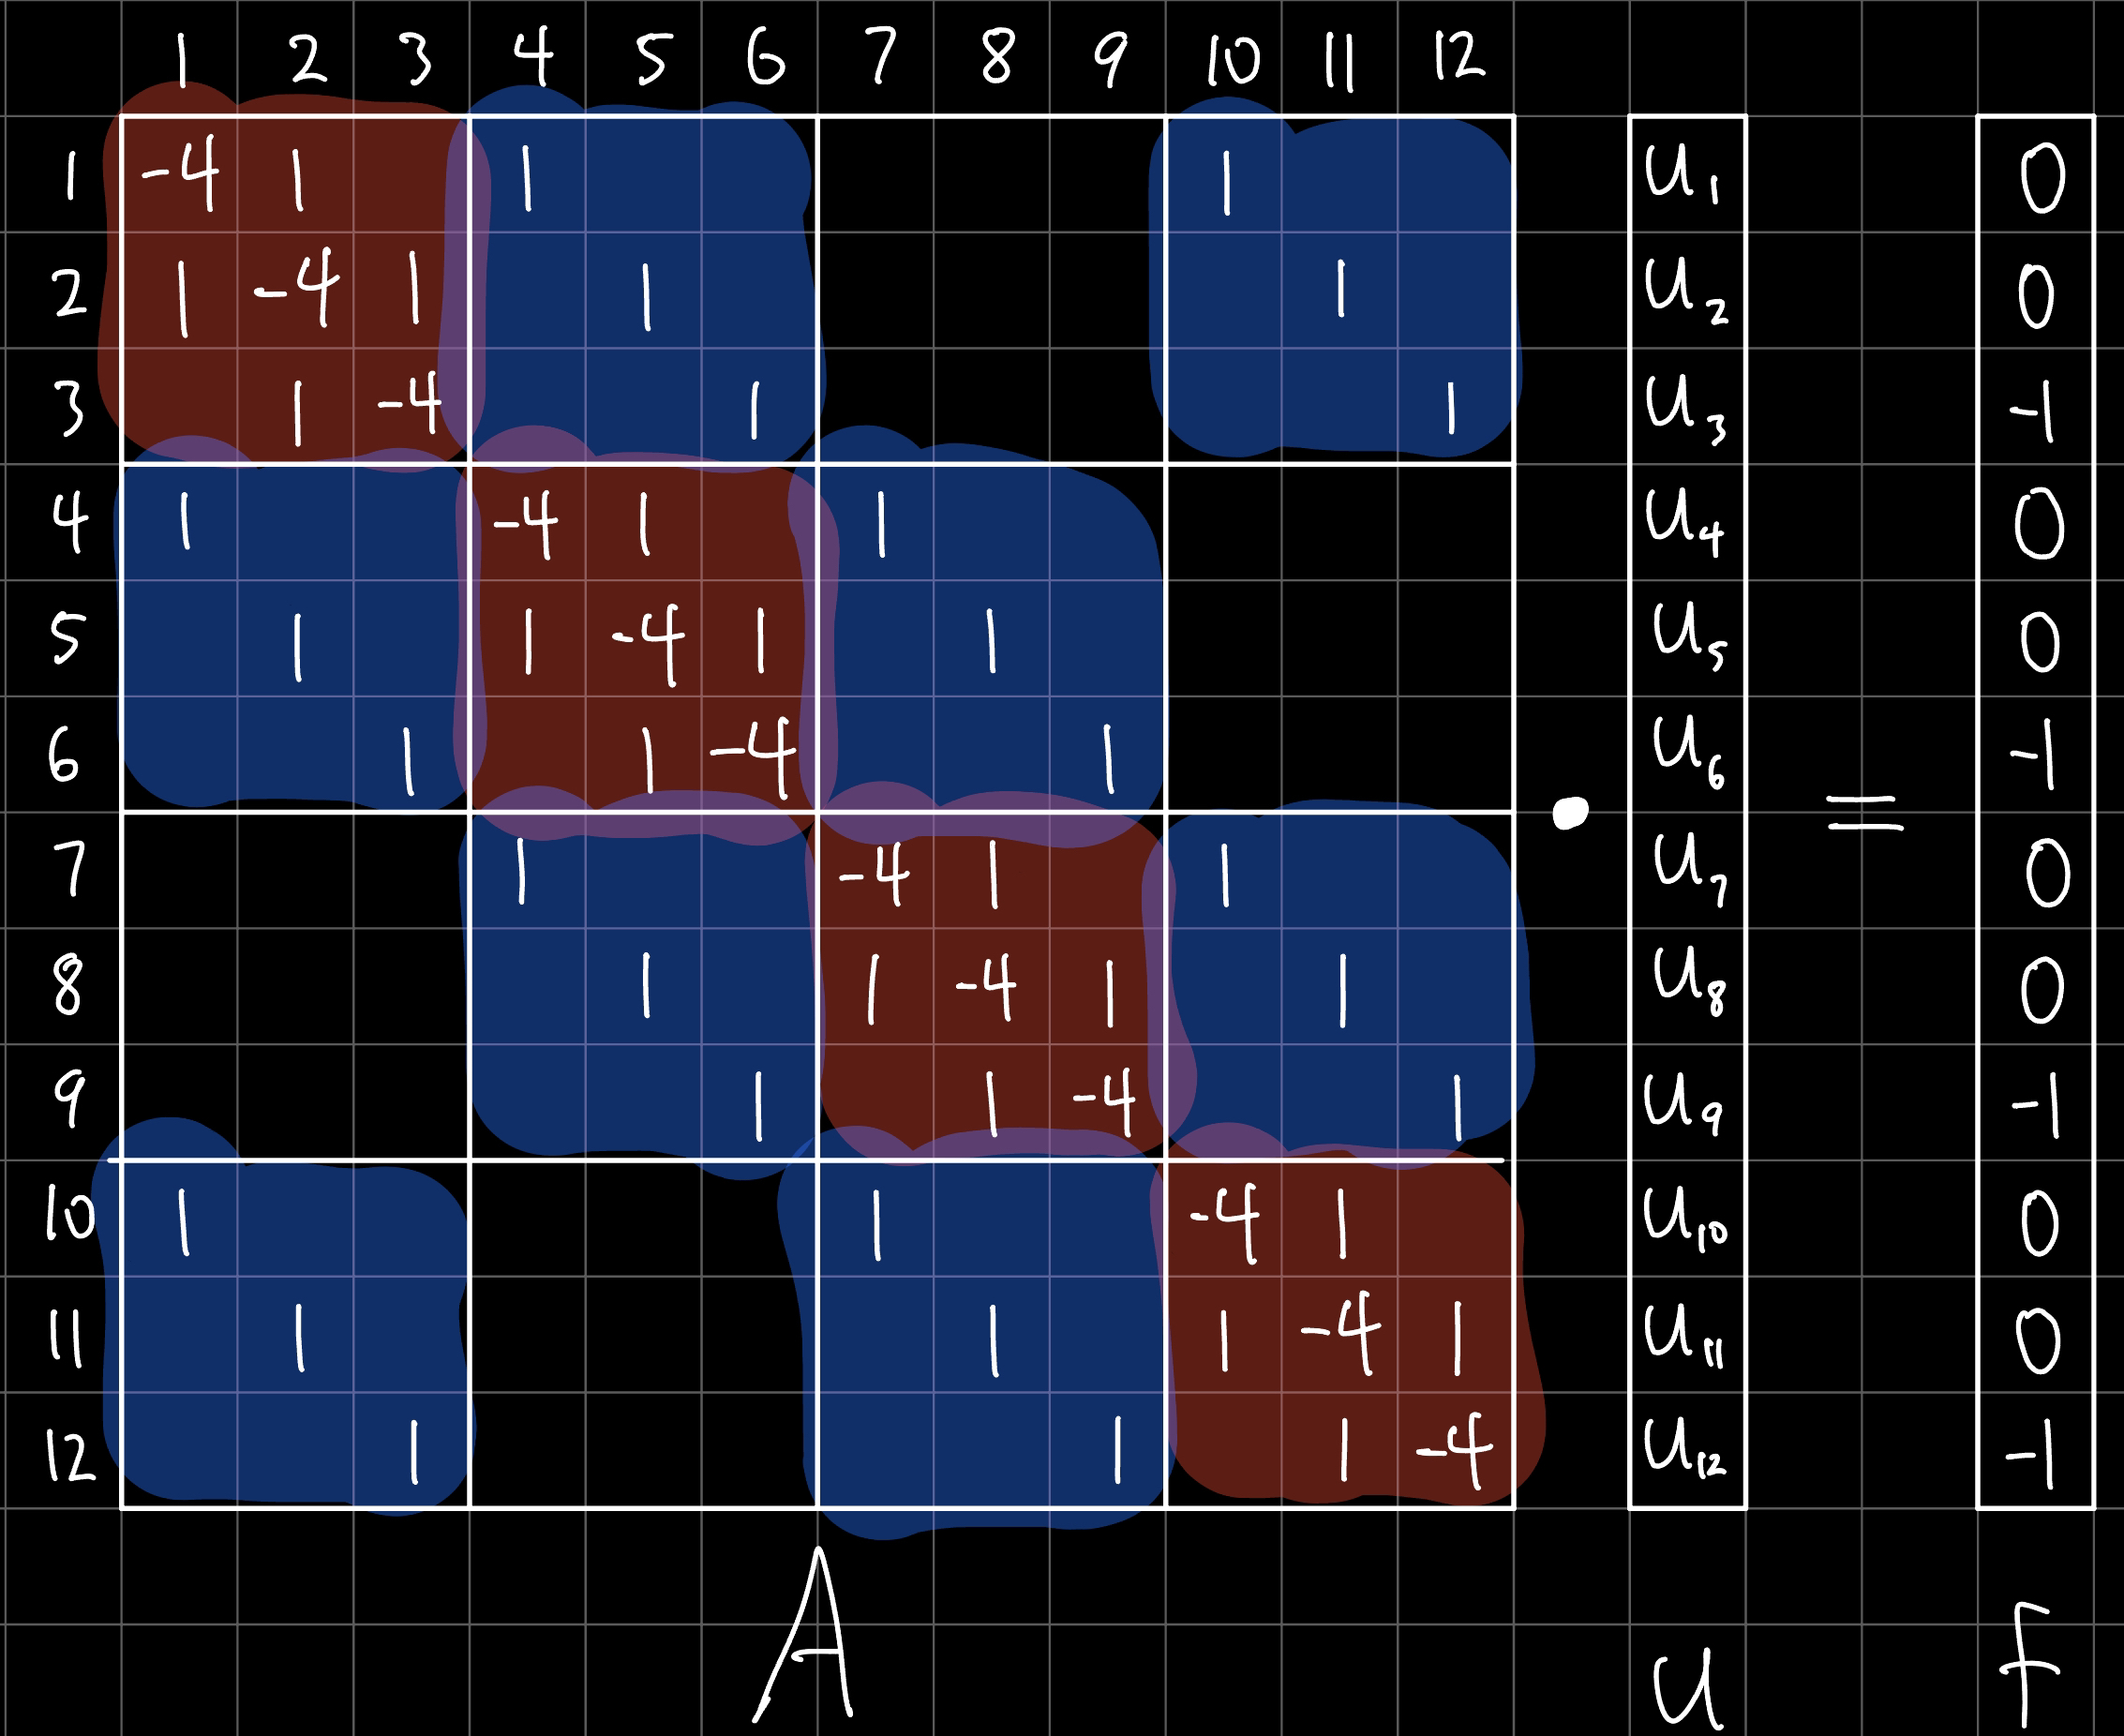 1 2 3 4 5 6 7 8 9 10 11 12
1 -4 1 1 1 u₁ 0
2 1 -4 1 1 1 u₂ 0
3 1 -4 1 1 u₃ -1
4 1 -4 1 1 u₄ 0
5 1 1 -4 1 1 u₅ 0
6 1 1 -4 1 u₆ -1
• =
7 1 -4 1 1 u₇ 0
8 1 1 -4 1 1 u₈ 0
9 1 1 -4 1 u₉ -1
10 1 1 -4 1 u₁₀ 0
11 1 1 1 -4 1 u₁₁ 0
12 1 1 1 -4 u₁₂ -1
A u F